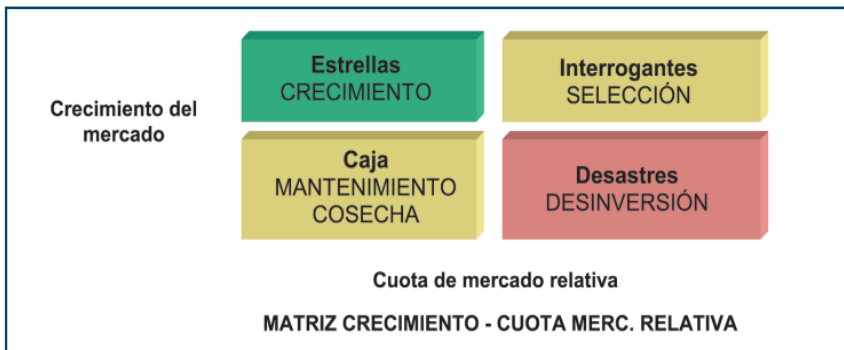 Estrellas
CRECIMIENTO
Interrogantes
SELECCIÓN
Crecimiento del
mercado
Caja
MANTENIMIENTO
COSECHA
Desastres
DESINVERSIÓN
Cuota de mercado relativa
MATRIZ CRECIMIENTO - CUOTA MERC. RELATIVA